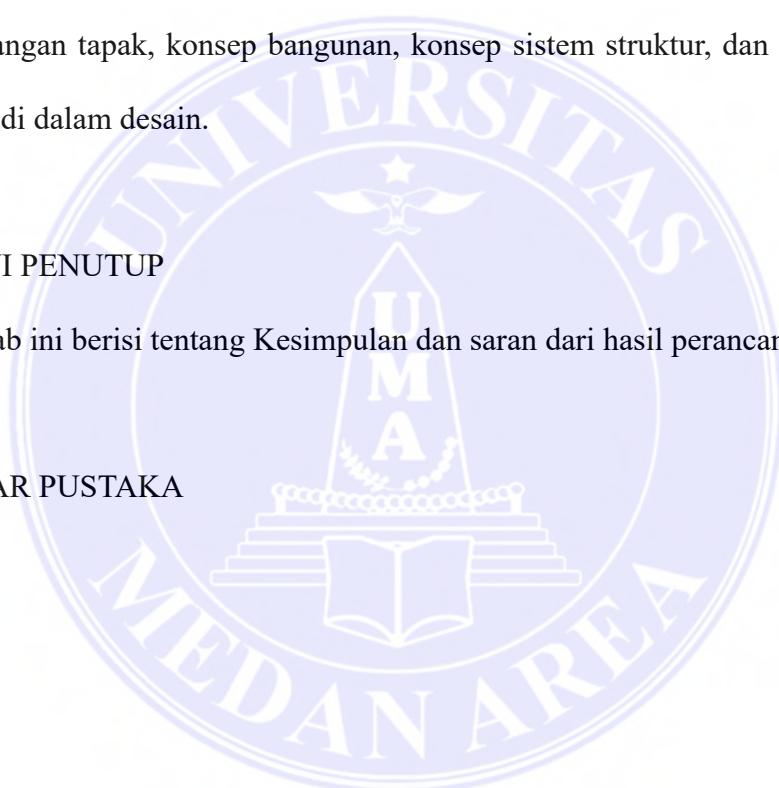 angan tapak, konsep bangunan, konsep sistem struktur, dan
di dalam desain.
I PENUTUP
ab ini berisi tentang Kesimpulan dan saran dari hasil perancan
AR PUSTAKA
UNIVERSITAS
UMA
MEDAN AREA